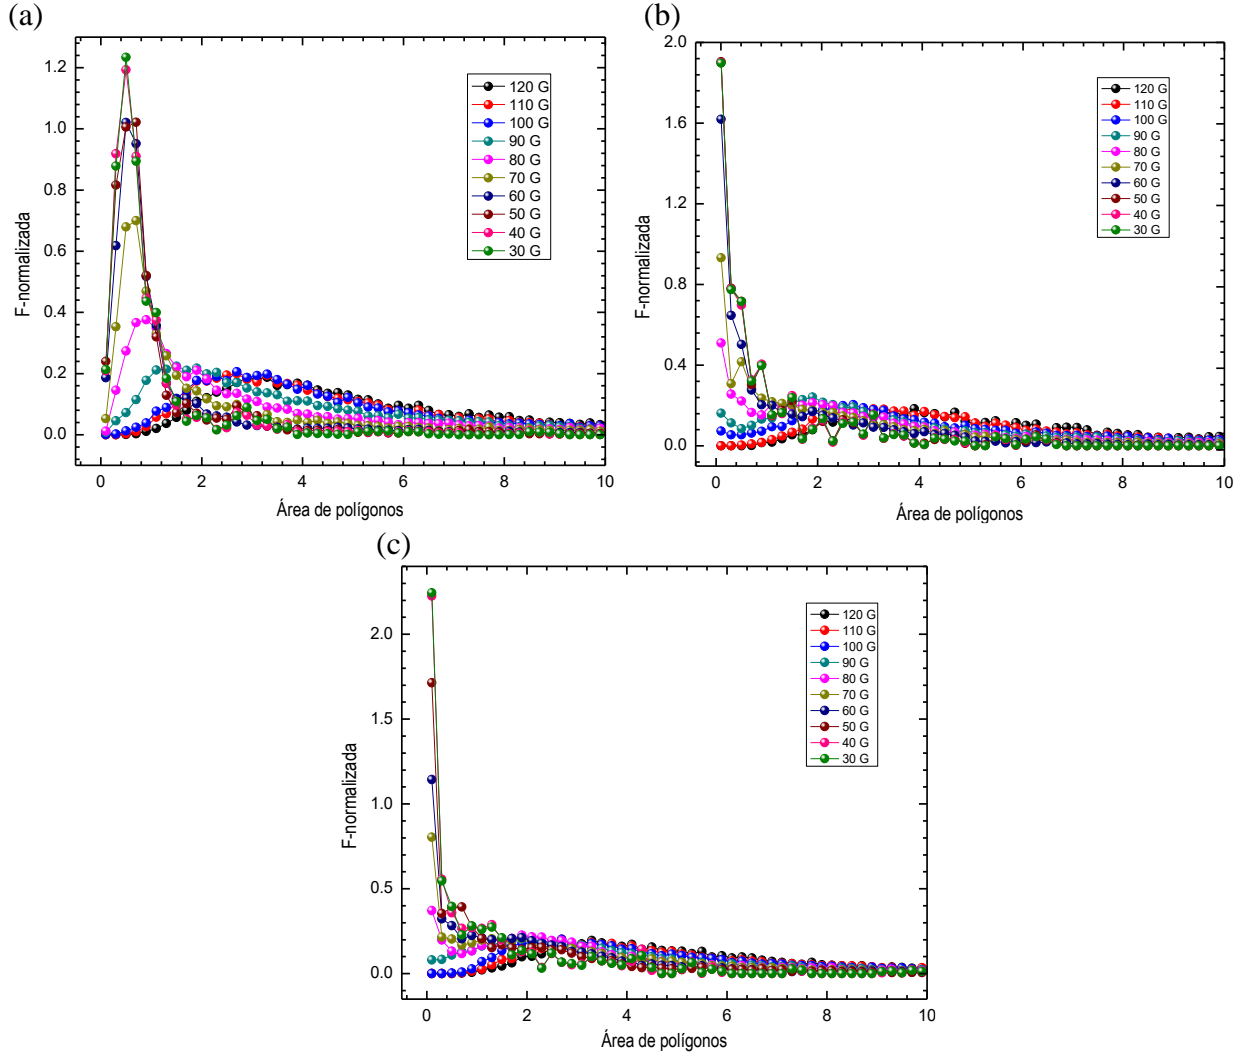 (a)
1.2
1.0
0.8
0.6
0.4
0.2
0.0
F-normalizada
0 2 4 6 8 10
Área de polígonos
120 G
110 G
100 G
90 G
80 G
70 G
60 G
50 G
40 G
30 G
(b)
2.0
1.6
1.2
0.8
0.4
0.0
F-normalizada
0 2 4 6 8 10
Área de polígonos
120 G
110 G
100 G
90 G
80 G
70 G
60 G
50 G
40 G
30 G
(c)
2.0
1.5
1.0
0.5
0.0
F-normalizada
0 2 4 6 8 10
Área de polígonos
120 G
110 G
100 G
90 G
80 G
70 G
60 G
50 G
40 G
30 G